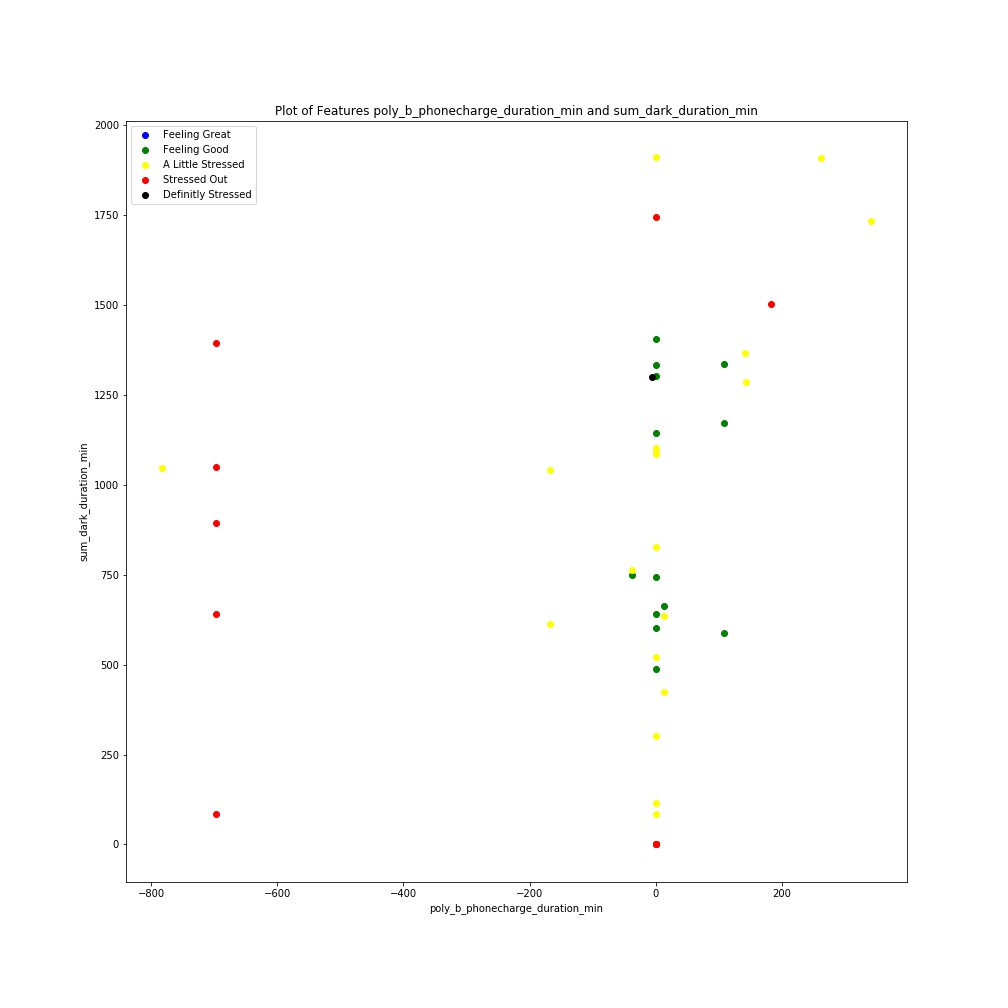 Plot of Features poly_b_phonecharge_duration_min and sum_dark_duration_min
Feeling Great
Feeling Good
A Little Stressed
Stressed Out
Definitly Stressed
2000
1750
1500
1250
1000
750
500
250
0
sum_dark_duration_min
−800
−600
−400
−200
0
200
poly_b_phonecharge_duration_min